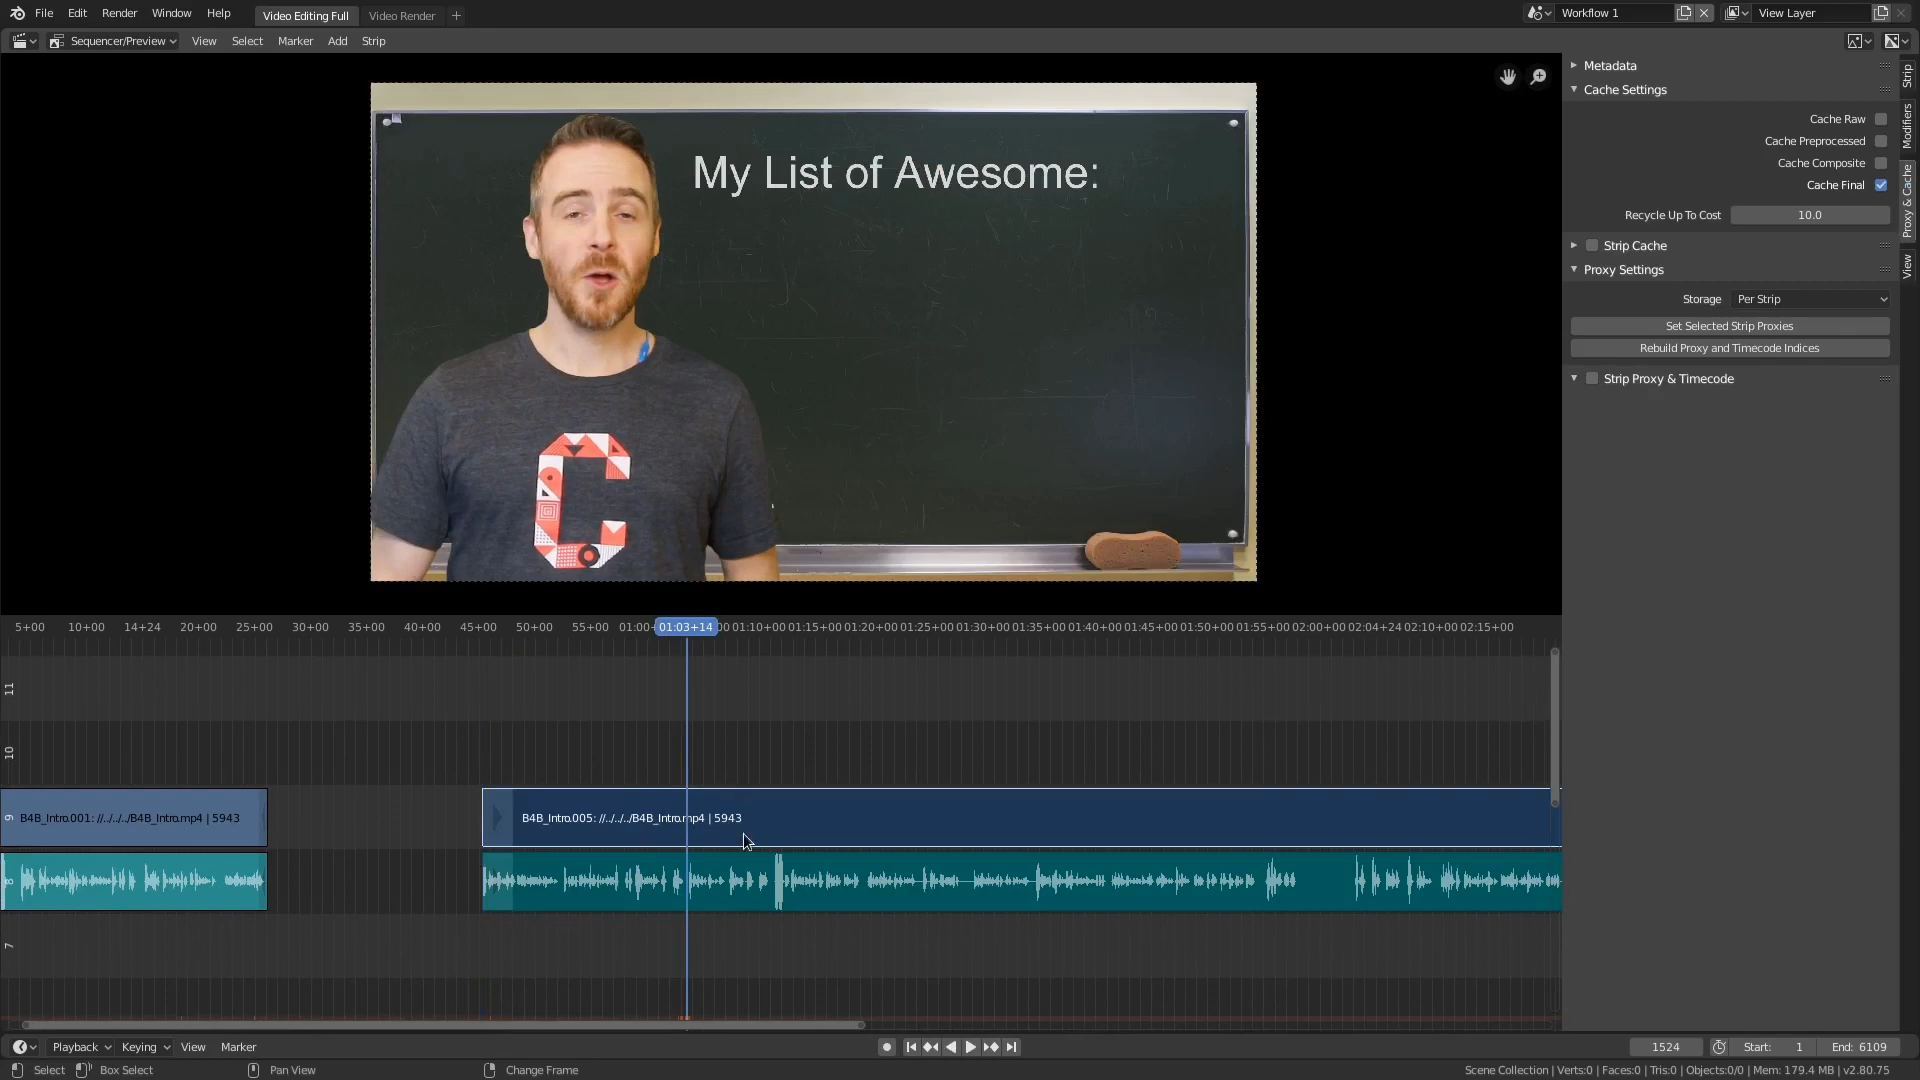 File Edit Render Window Help Video Editing Full Video Render + Workflow 1 View Layer
Sequencer/Preview View Select Marker Add Strip
My List of Awesome:
C
Metadata
Cache Settings
Cache Raw
Cache Preprocessed
Cache Composite
Cache Final
Recycle Up To Cost 10.0
Strip Cache
Proxy Settings
Storage Per Strip
Set Selected Strip Proxies
Rebuild Proxy and Timecode Indices
Strip Proxy & Timecode
Strip
Modifiers
Proxy & Cache
View
5+00 10+00 14+24 20+00 25+00 30+00 35+00 40+00 45+00 50+00 55+00 01:00+ 01:03+14 00 01:10+00 01:15+00 01:20+00 01:25+00 01:30+00 01:35+00 01:40+00 01:45+00 01:50+00 01:55+00 02:00+00 02:04+24 02:10+00 02:15+00
11
10
9 B4B_Intro.001: //../../../B4B_Intro.mp4 | 5943 B4B_Intro.005: //../../../B4B_Intro.mp4 | 5943
8
7
Playback Keying View Marker 1524 Start: 1 End: 6109
Select Box Select Pan View Change Frame Scene Collection | Verts:0 | Faces:0 | Tris:0 | Objects:0/0 | Mem: 179.4 MB | v2.80.75